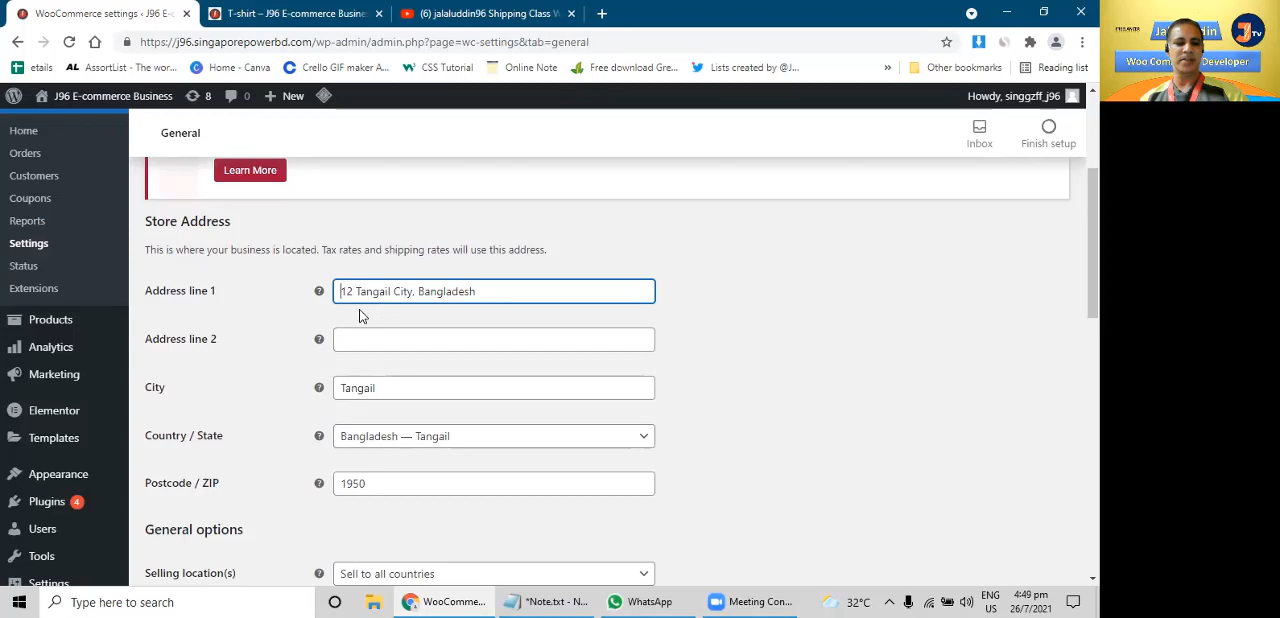 WooCommerce settings ‹ J96 E-c
T-shirt – J96 E-commerce Busine
(6) jalaluddin96 Shipping Class W
https://j96.singaporepowerbd.com/wp-admin/admin.php?page=wc-settings&tab=general
etails
AssortList - The wor...
Home - Canva
Crello GIF maker A...
CSS Tutorial
Online Note
Free download Gre...
Lists created by @J...
»
Other bookmarks
Reading list
J96 E-commerce Business
8
0
New
Howdy, singgzff_j96
Home
Orders
Customers
Coupons
Reports
Settings
Status
Extensions
Products
Analytics
Marketing
Elementor
Templates
Appearance
Plugins 4
Users
Tools
Settings
General
Inbox
Finish setup
Learn More
Store Address
This is where your business is located. Tax rates and shipping rates will use this address.
Address line 1
12 Tangail City, Bangladesh
Address line 2
City
Tangail
Country / State
Bangladesh — Tangail
Postcode / ZIP
1950
General options
Selling location(s)
Sell to all countries
Type here to search
WooComme...
*Note.txt - N...
WhatsApp
Meeting Con...
32°C
ENG
US
4:49 pm
26/7/2021
TV